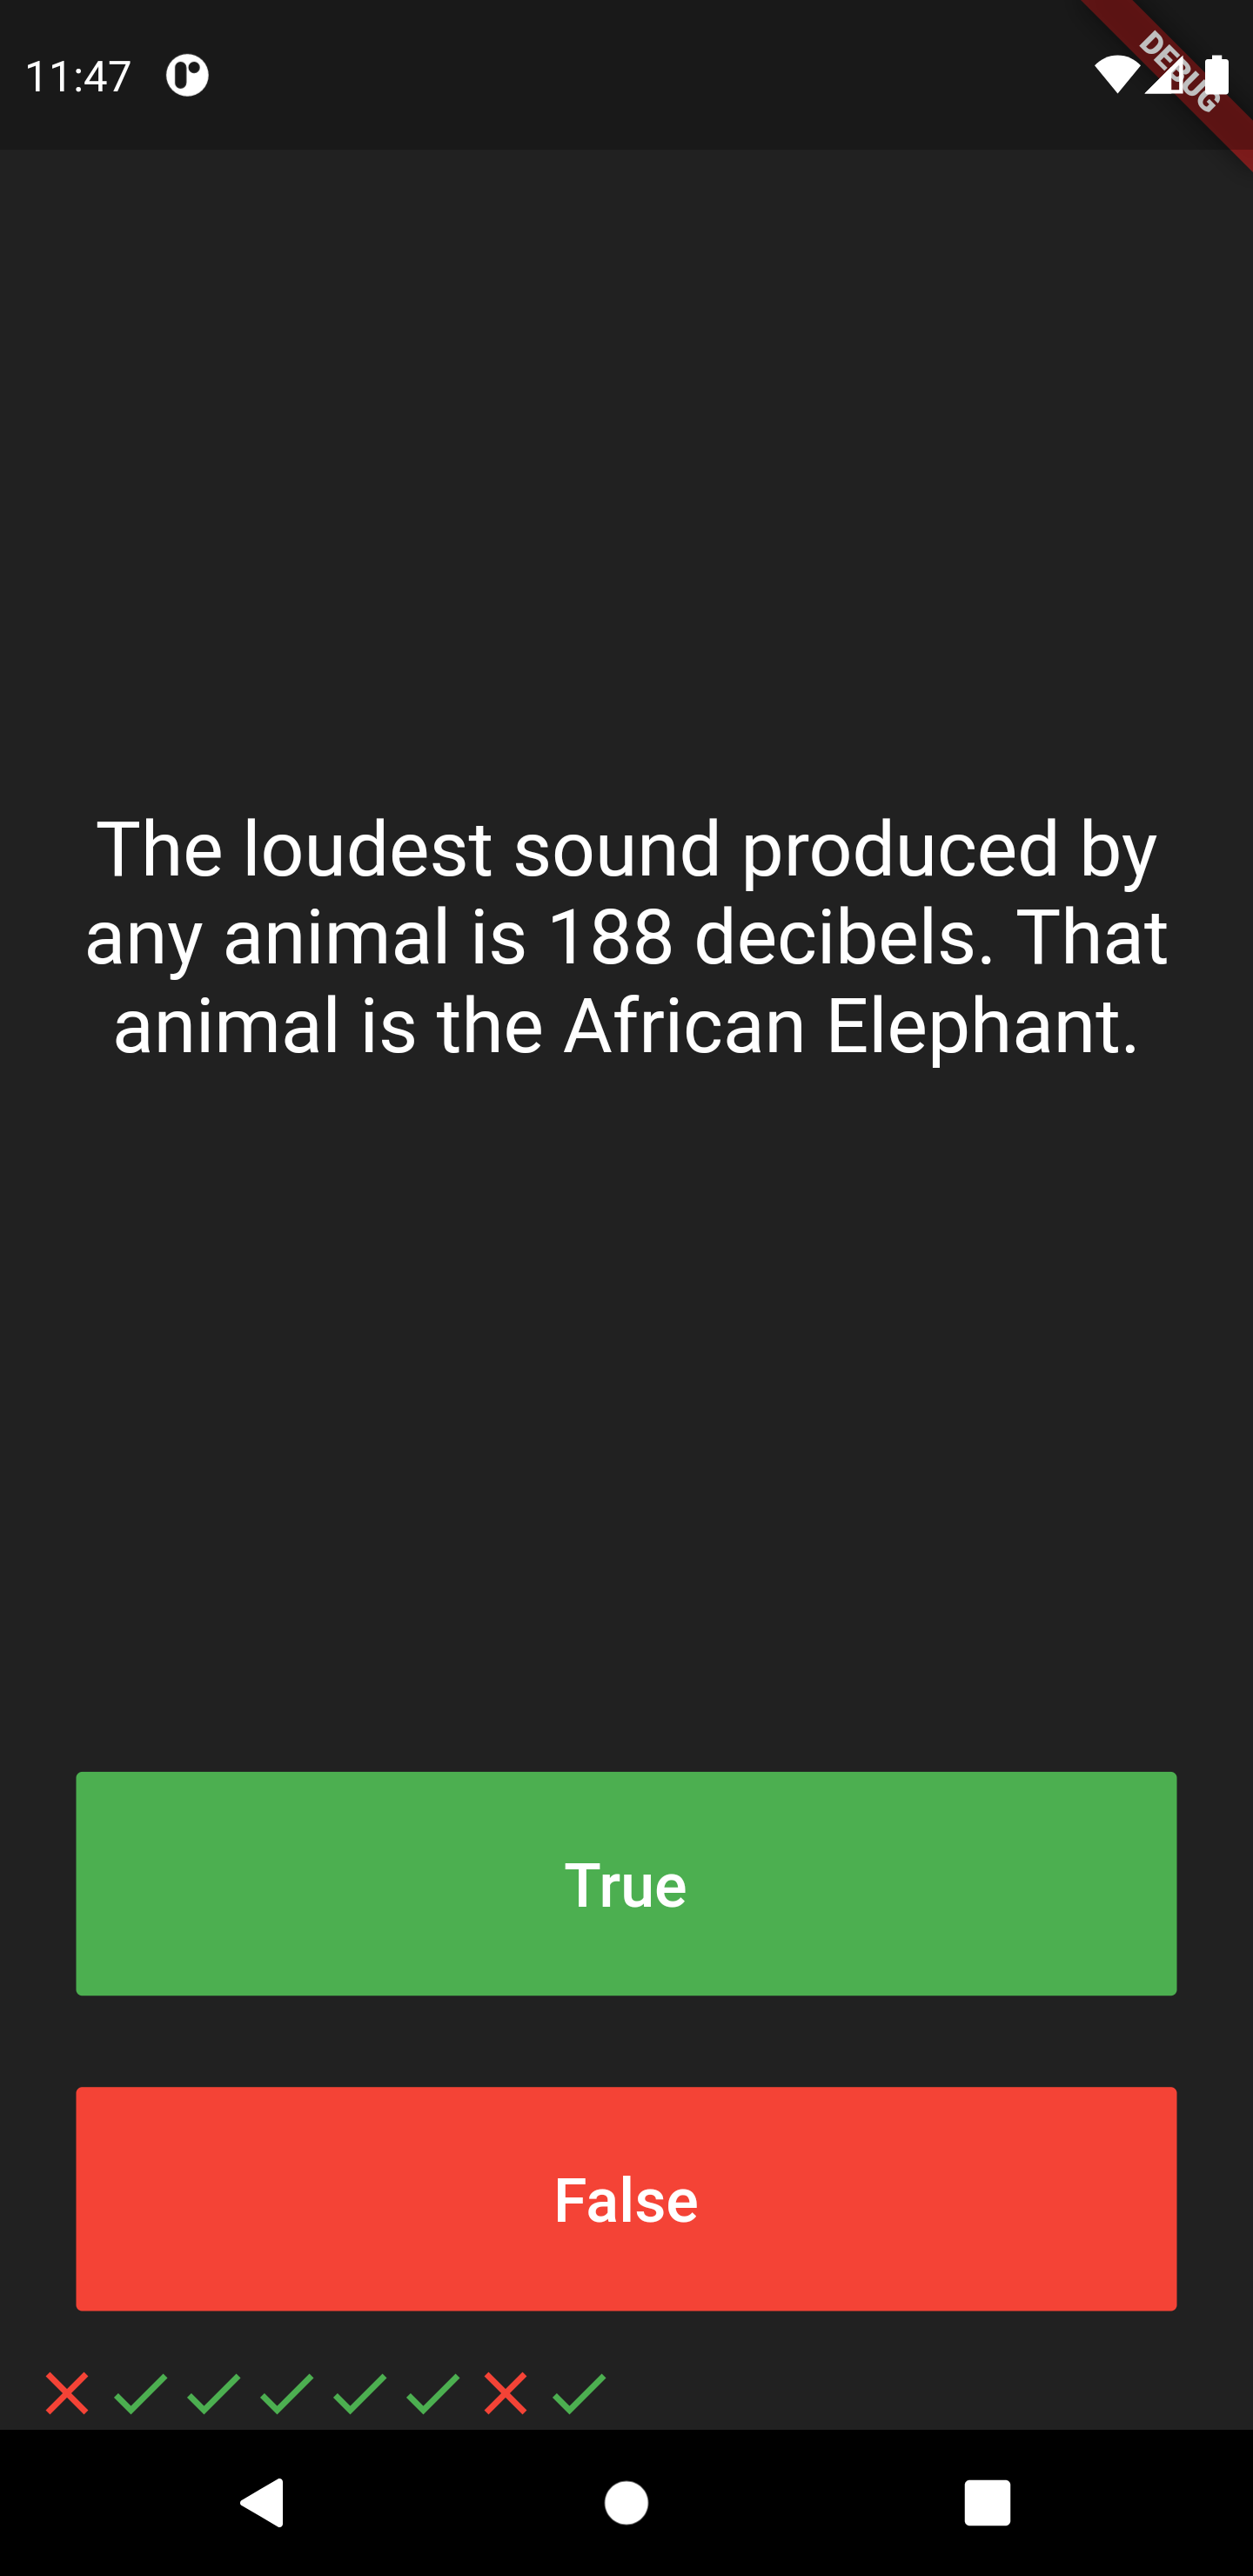 11:47
DEBUG
The loudest sound produced by
any animal is 188 decibels. That
animal is the African Elephant.
True
False